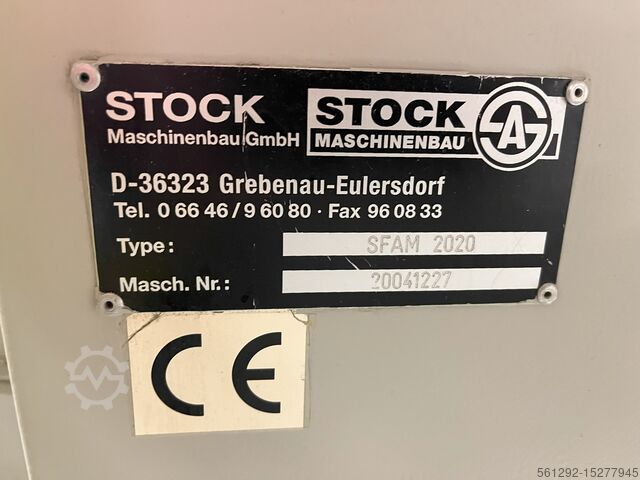 STOCK
Maschinenbau GmbH
STOCK
MASCHINENBAU
SAG
D-36323 Grebenau-Eulersdorf
Tel. 0 66 46 / 9 60 80 · Fax 96 08 33
Type: SFAM 2020
Masch. Nr.: 20041227
CE
561292-15277945